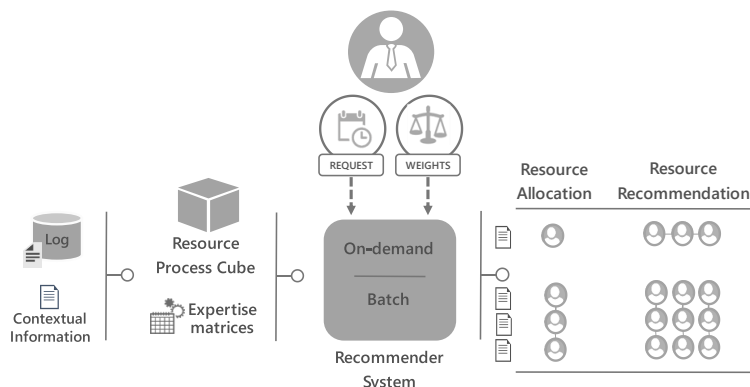 REQUEST
WEIGHTS
Resource
Allocation
Resource
Recommendation
Log
Contextual
Information
Resource
Process Cube
Expertise
matrices
On-demand
Batch
Recommender
System